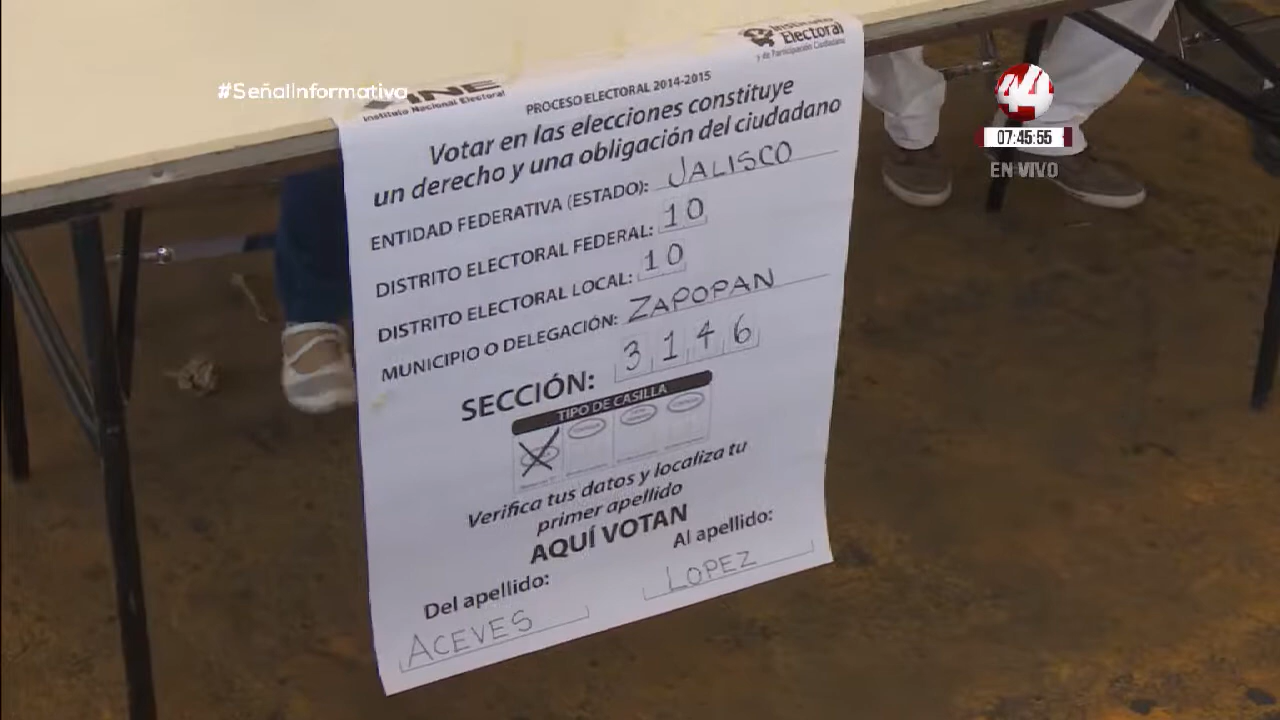 #SeñalInformativa
07:45:55
EN VIVO
INE
Instituto Nacional Electoral
Instituto
Electoral
y de Participación Ciudadana
PROCESO ELECTORAL 2014-2015
Votar en las elecciones constituye
un derecho y una obligación del ciudadano
ENTIDAD FEDERATIVA (ESTADO): JALISCO
DISTRITO ELECTORAL FEDERAL: 10
DISTRITO ELECTORAL LOCAL: 10
MUNICIPIO O DELEGACIÓN: ZAPOPAN
SECCIÓN: 3146
TIPO DE CASILLA
Verifica tus datos y localiza tu
primer apellido
AQUÍ VOTAN
Del apellido: Al apellido:
ACEVES LOPEZ